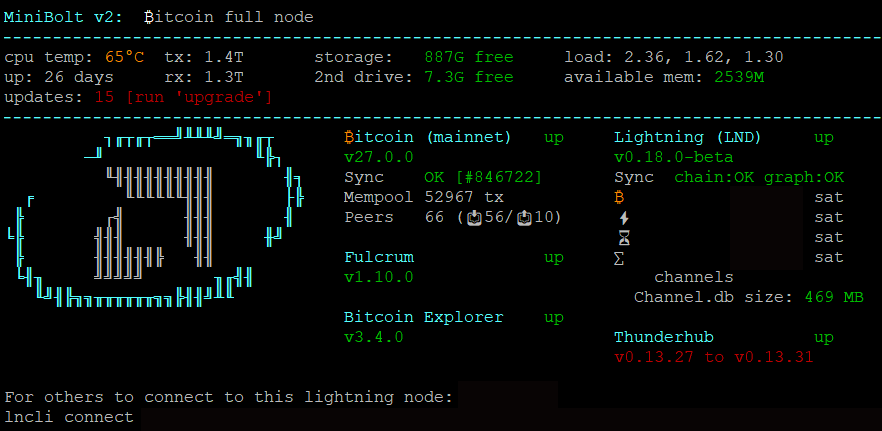 MiniBolt v2: ₿itcoin full node
cpu temp: 65°C tx: 1.4T storage: 887G free load: 2.36, 1.62, 1.30
up: 26 days rx: 1.3T 2nd drive: 7.3G free available mem: 2539M
updates: 15 [run 'upgrade']
₿itcoin (mainnet) up Lightning (LND) up
v27.0.0 v0.18.0-beta
Sync OK [#846722] Sync chain:OK graph:OK
Mempool 52967 tx ₿ sat
Peers 66 (📥56/📤10) ⚡ sat
⏳ sat
Fulcrum up ∑ sat
v1.10.0 channels
Channel.db size: 469 MB
Bitcoin Explorer up
v3.4.0 Thunderhub up
v0.13.27 to v0.13.31
For others to connect to this lightning node:
lncli connect